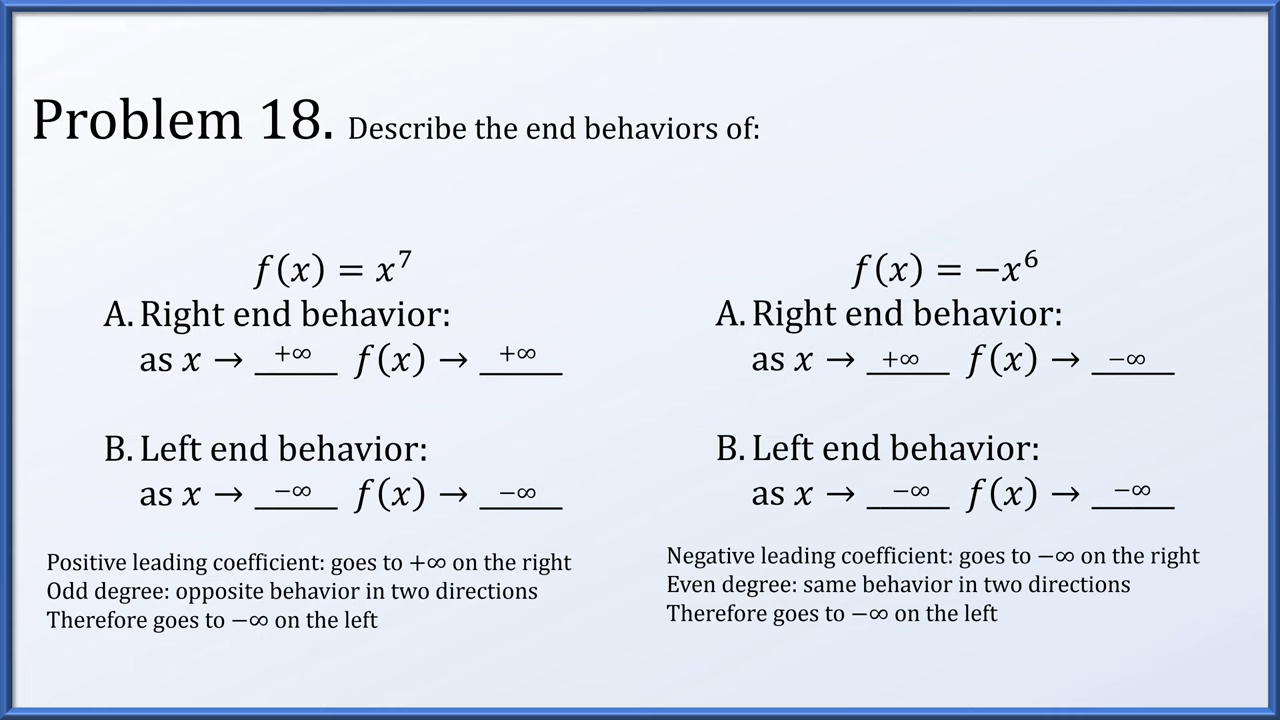 Problem 18. Describe the end behaviors of:
f(x) = x⁷
A. Right end behavior:
as x → +∞ f(x) → +∞
B. Left end behavior:
as x → −∞ f(x) → −∞
Positive leading coefficient: goes to +∞ on the right
Odd degree: opposite behavior in two directions
Therefore goes to −∞ on the left
f(x) = −x⁶
A. Right end behavior:
as x → +∞ f(x) → −∞
B. Left end behavior:
as x → −∞ f(x) → −∞
Negative leading coefficient: goes to −∞ on the right
Even degree: same behavior in two directions
Therefore goes to −∞ on the left